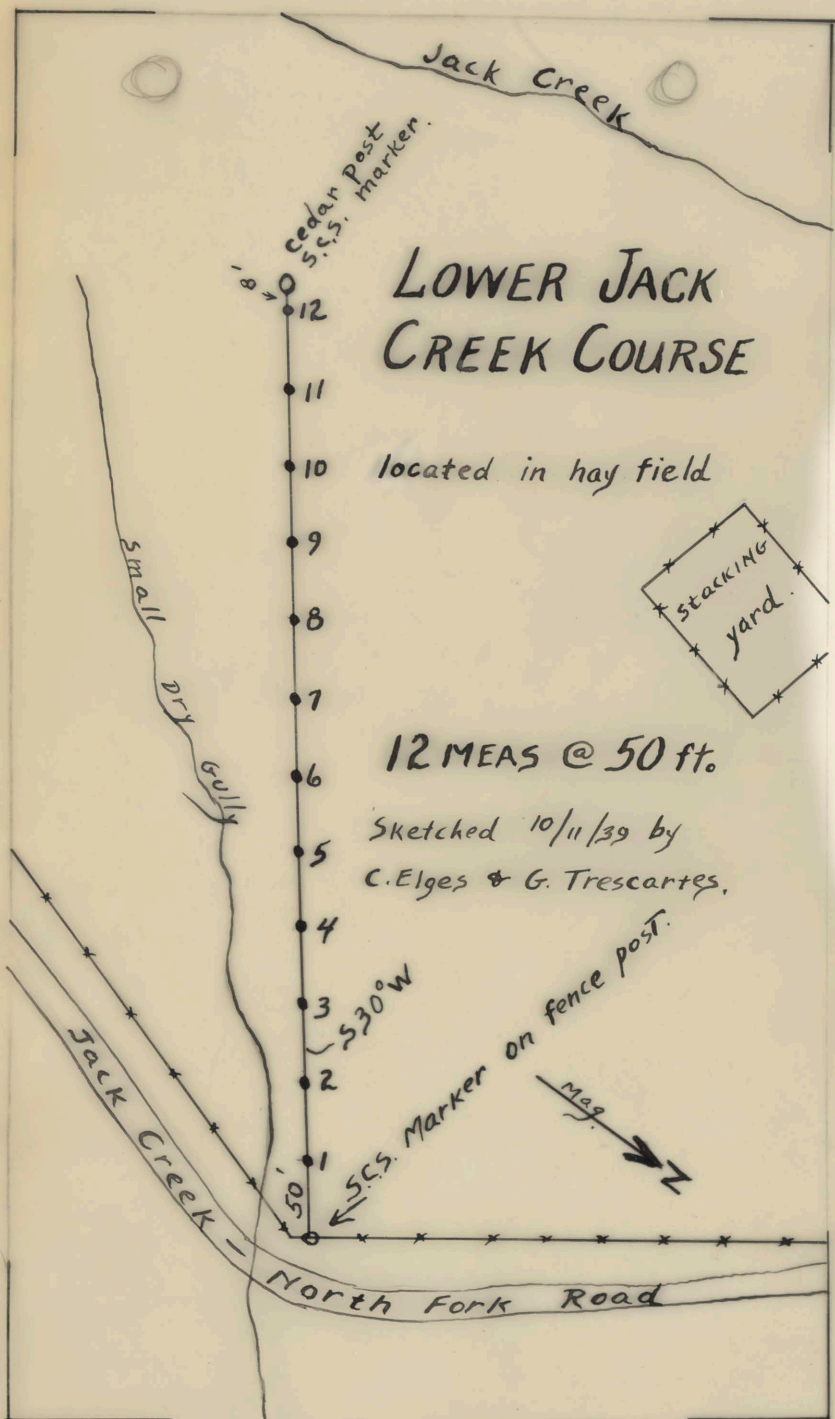 Jack Creek
cedar post
S.C.S. marker.
8'
LOWER JACK
CREEK COURSE
located in hay field
12
11
10
9
8
7
6
5
4
3
2
1
small Dry Gully
stacking
yard.
12 MEAS @ 50 ft.
Sketched 10/11/39 by
C. Elges & G. Trescartes.
S30°W
S.C.S. Marker on fence post.
Mag.
N
50'
Jack Creek - North Fork Road